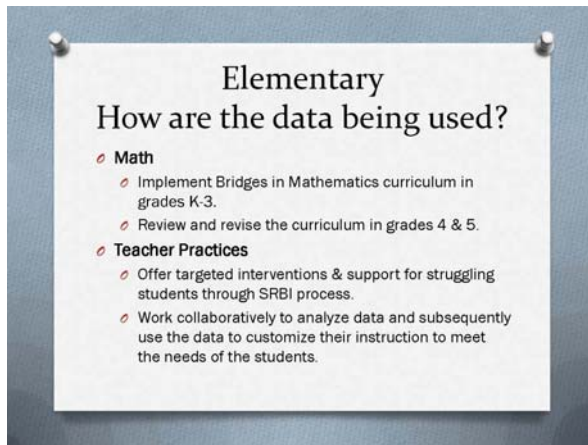 Elementary
How are the data being used?
Math
Implement Bridges in Mathematics curriculum in
grades K-3.
Review and revise the curriculum in grades 4 & 5.
Teacher Practices
Offer targeted interventions & support for struggling
students through SRBI process.
Work collaboratively to analyze data and subsequently
use the data to customize their instruction to meet
the needs of the students.